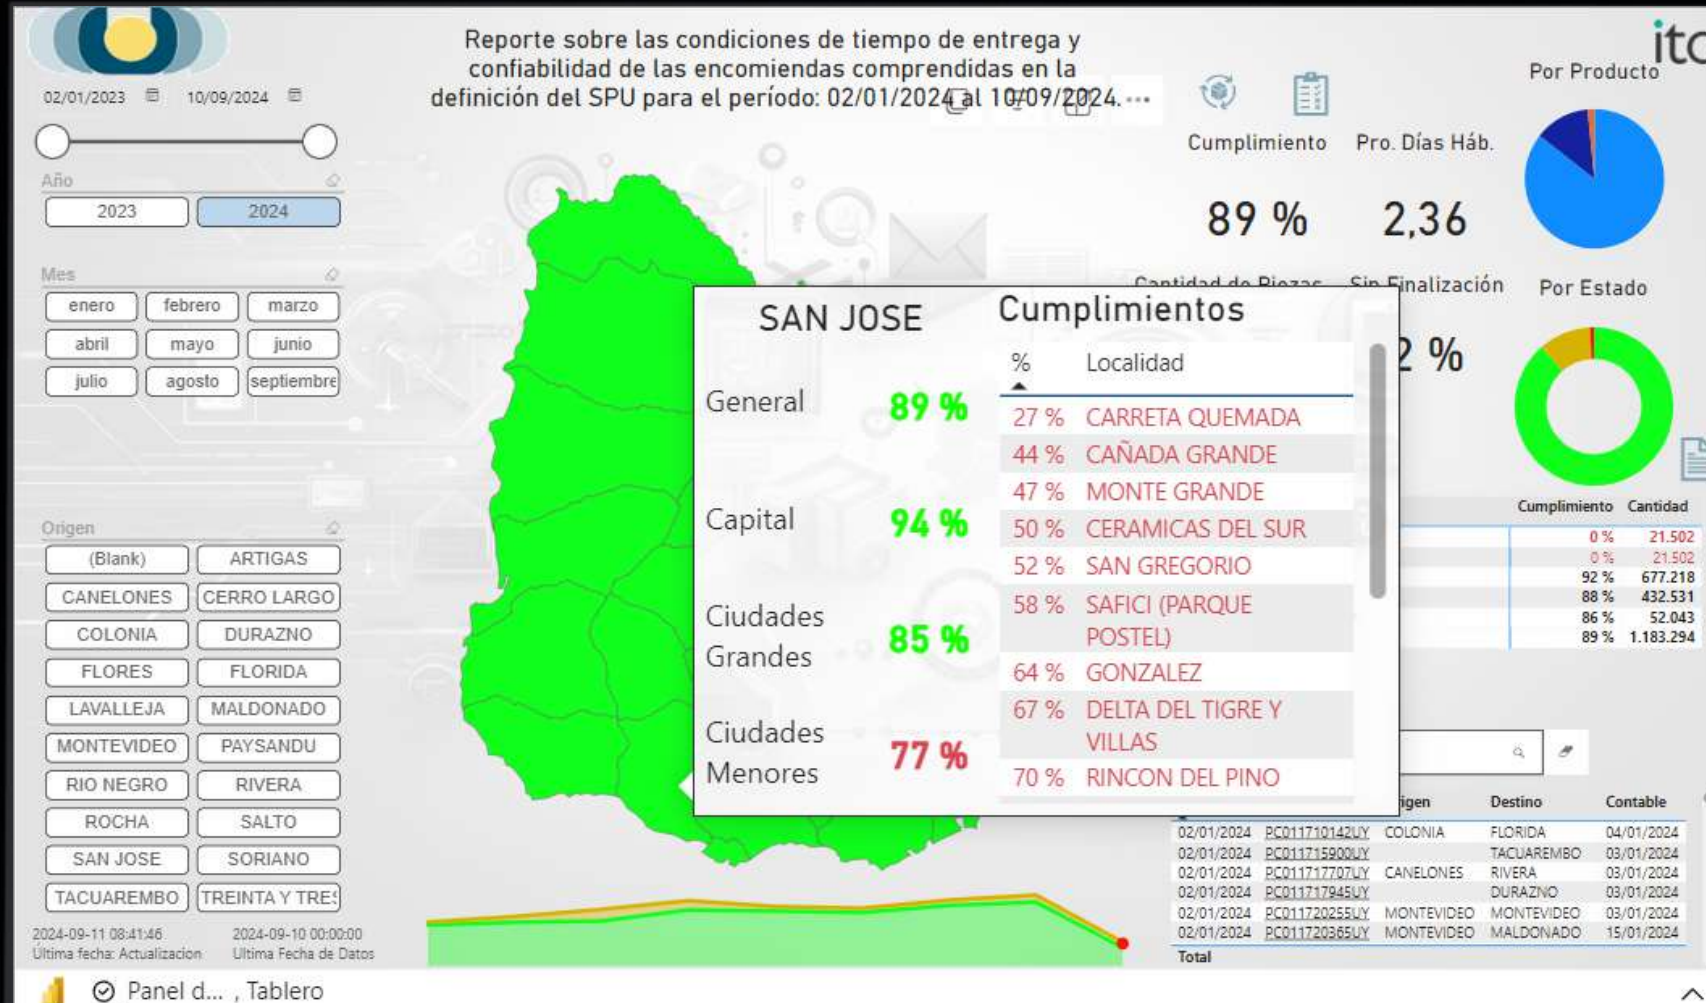 Reporte sobre las condiciones de tiempo de entrega y
confiabilidad de las encomiendas comprendidas en la
definición del SPU para el período: 02/01/2024 al 10/09/2024.
02/01/2023 10/09/2024
Año
2023 2024
Mes
enero febrero marzo
abril mayo junio
julio agosto septiembre
Origen
(Blank) ARTIGAS
CANELONES CERRO LARGO
COLONIA DURAZNO
FLORES FLORIDA
LAVALLEJA MALDONADO
MONTEVIDEO PAYSANDU
RIO NEGRO RIVERA
ROCHA SALTO
SAN JOSE SORIANO
TACUAREMBO TREINTA Y TRES
2024-09-11 08:41:46 2024-09-10 00:00:00
Última fecha: Actualizacion Última Fecha de Datos
Cumplimiento Pro. Días Háb.
89 % 2,36
Cantidad de Piezas Sin Finalización
2 %
itc
Por Producto
Por Estado
SAN JOSE
General 89 %
Capital 94 %
Ciudades
Grandes 85 %
Ciudades
Menores 77 %
Cumplimientos
% Localidad
27 % CARRETA QUEMADA
44 % CAÑADA GRANDE
47 % MONTE GRANDE
50 % CERAMICAS DEL SUR
52 % SAN GREGORIO
58 % SAFICI (PARQUE
POSTEL)
64 % GONZALEZ
67 % DELTA DEL TIGRE Y
VILLAS
70 % RINCON DEL PINO
Cumplimiento Cantidad
0 % 21.502
0 % 21.502
92 % 677.218
88 % 432.531
86 % 52.043
89 % 1.183.294
igen Destino Contable
02/01/2024 PC011710142UY COLONIA FLORIDA 04/01/2024
02/01/2024 PC011715900UY TACUAREMBO 03/01/2024
02/01/2024 PC011717707UY CANELONES RIVERA 03/01/2024
02/01/2024 PC011717945UY DURAZNO 03/01/2024
02/01/2024 PC011720255UY MONTEVIDEO MONTEVIDEO 03/01/2024
02/01/2024 PC011720365UY MONTEVIDEO MALDONADO 15/01/2024
Total
Panel d... , Tablero